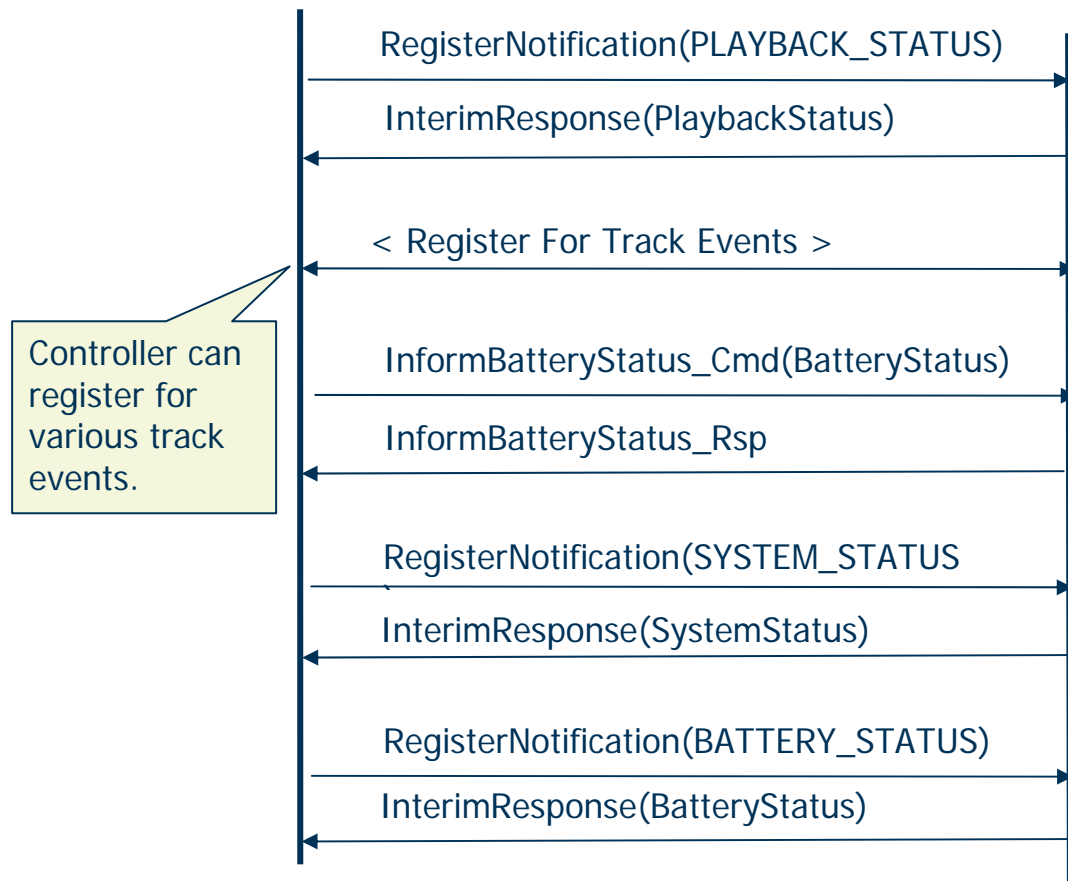 RegisterNotification(PLAYBACK_STATUS)
InterimResponse(PlaybackStatus)
< Register For Track Events >
Controller can
register for
various track
events.
InformBatteryStatus_Cmd(BatteryStatus)
InformBatteryStatus_Rsp
RegisterNotification(SYSTEM_STATUS
`
InterimResponse(SystemStatus)
RegisterNotification(BATTERY_STATUS)
InterimResponse(BatteryStatus)